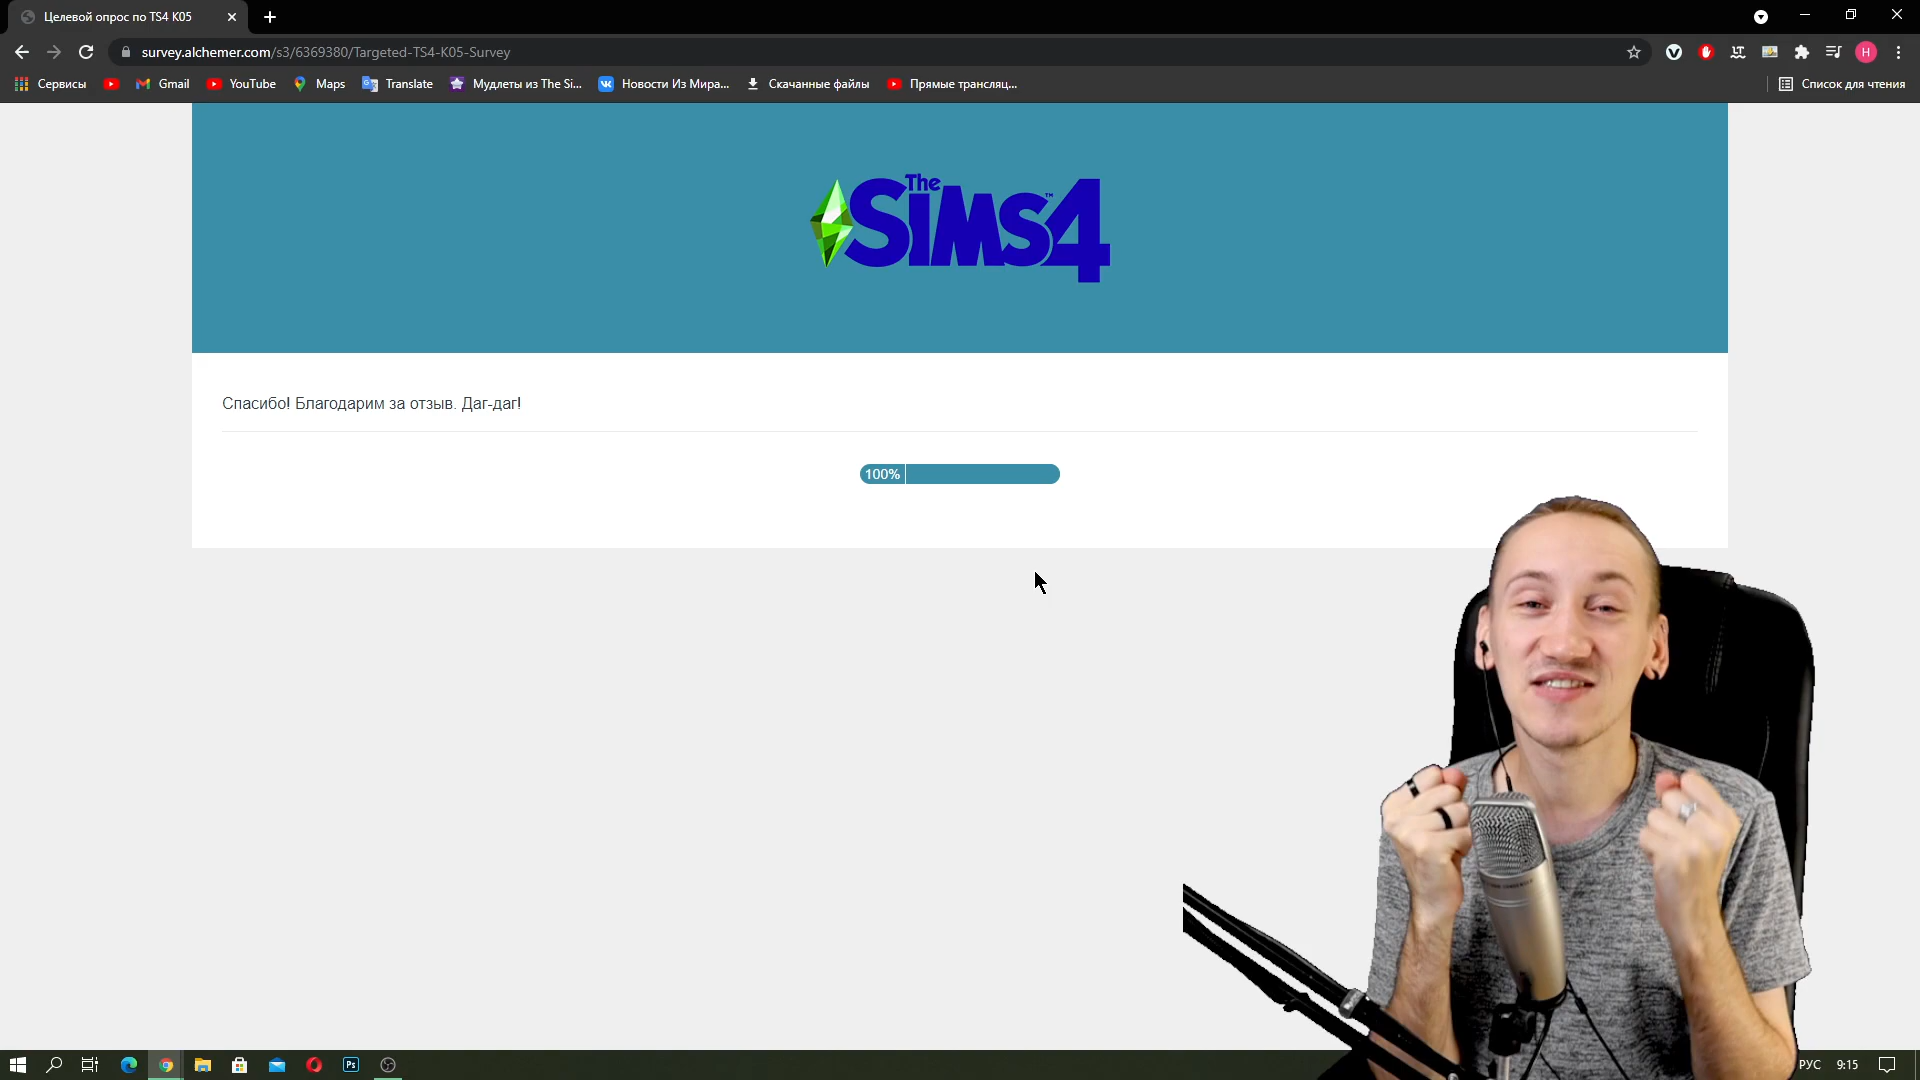 Целевой опрос по TS4 K05
survey.alchemer.com/s3/6369380/Targeted-TS4-K05-Survey
H
Сервисы
Gmail
YouTube
Maps
Translate
Мудлеты из The Si...
Новости Из Мира...
Скачанные файлы
Прямые трансляц...
Список для чтения
The
SIMS 4
™
Спасибо! Благодарим за отзыв. Даг-даг!
100%
Ps
РУС
9:15